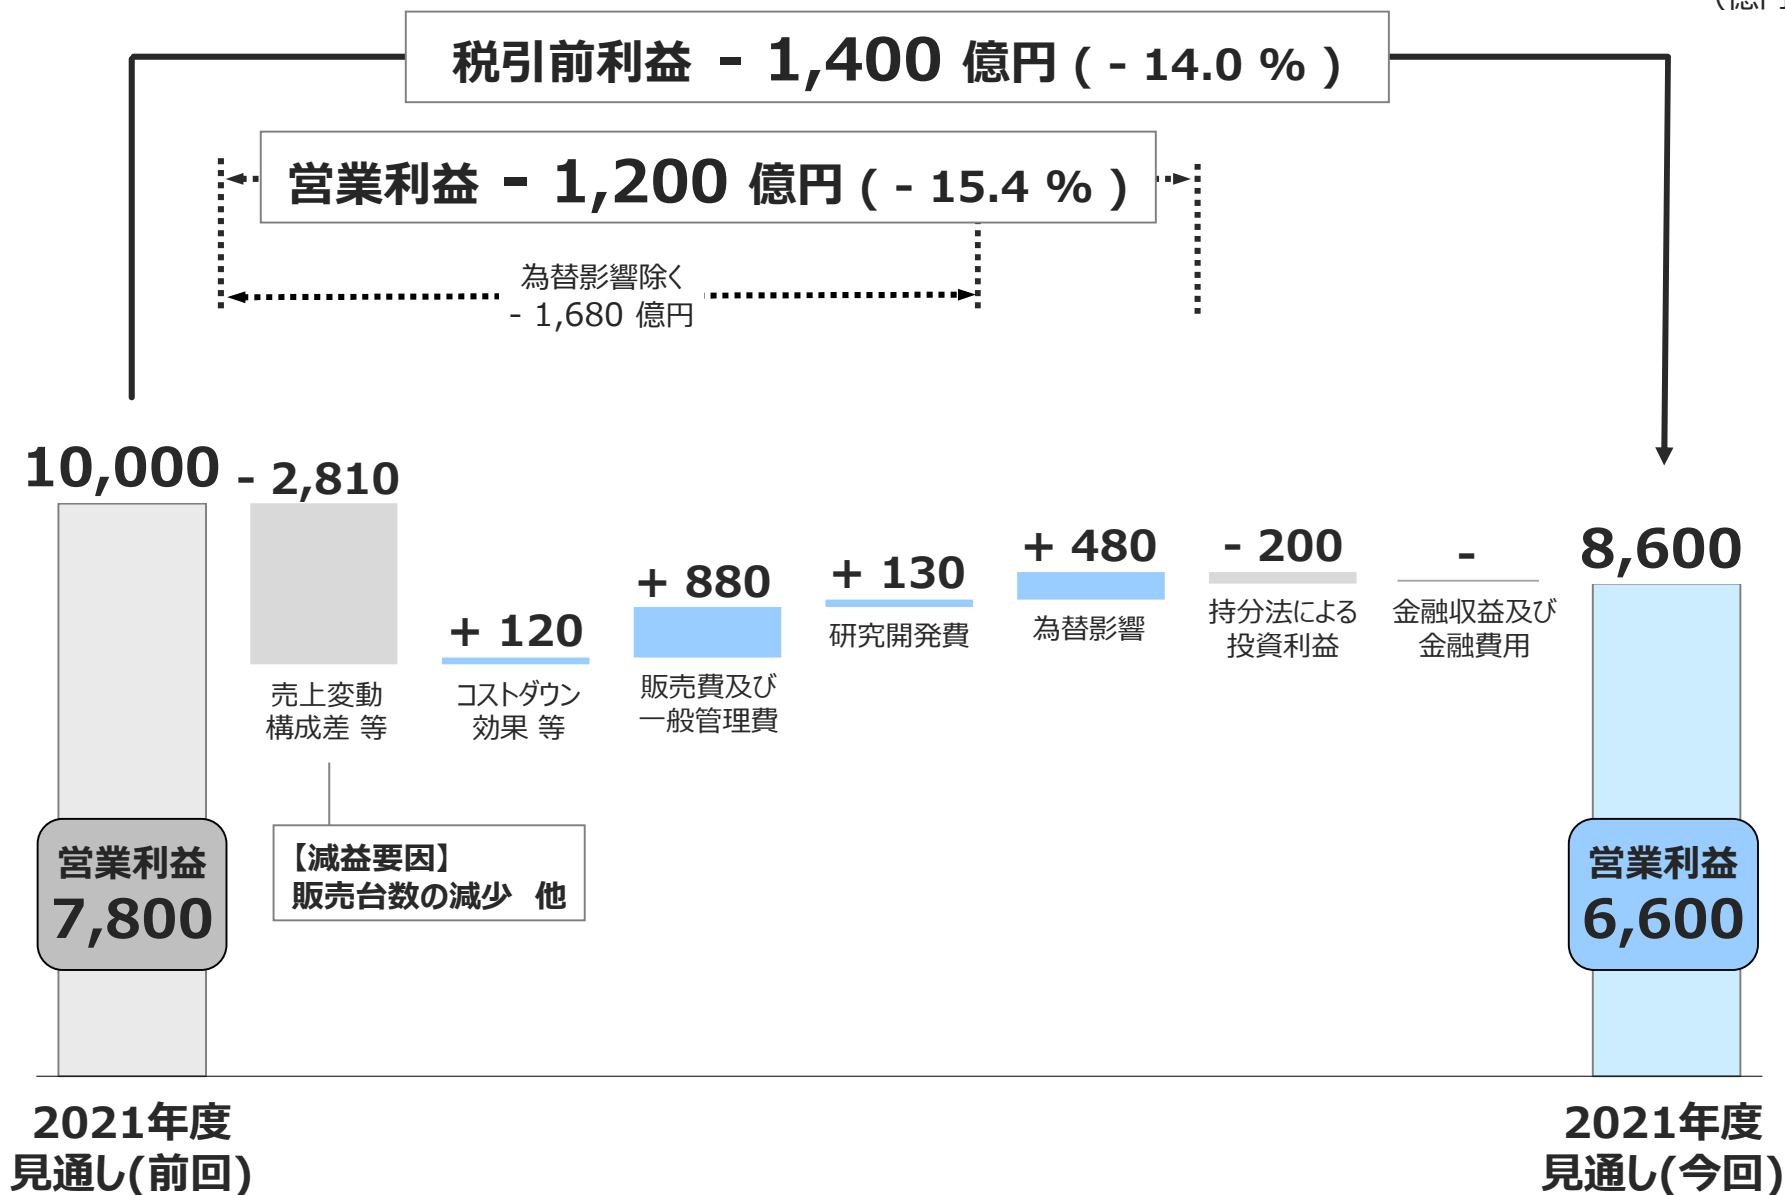 税引前利益 - 1,400 億円 ( - 14.0 % )
営業利益 - 1,200 億円 ( - 15.4 % )
為替影響除く
- 1,680 億円
10,000
- 2,810
売上変動
構成差 等
+ 120
コストダウン
効果 等
+ 880
販売費及び
一般管理費
+ 130
研究開発費
+ 480
為替影響
- 200
持分法による
投資利益
-
金融収益及び
金融費用
8,600
【減益要因】
販売台数の減少 他
営業利益
7,800
営業利益
6,600
2021年度
見通し(前回)
2021年度
見通し(今回)